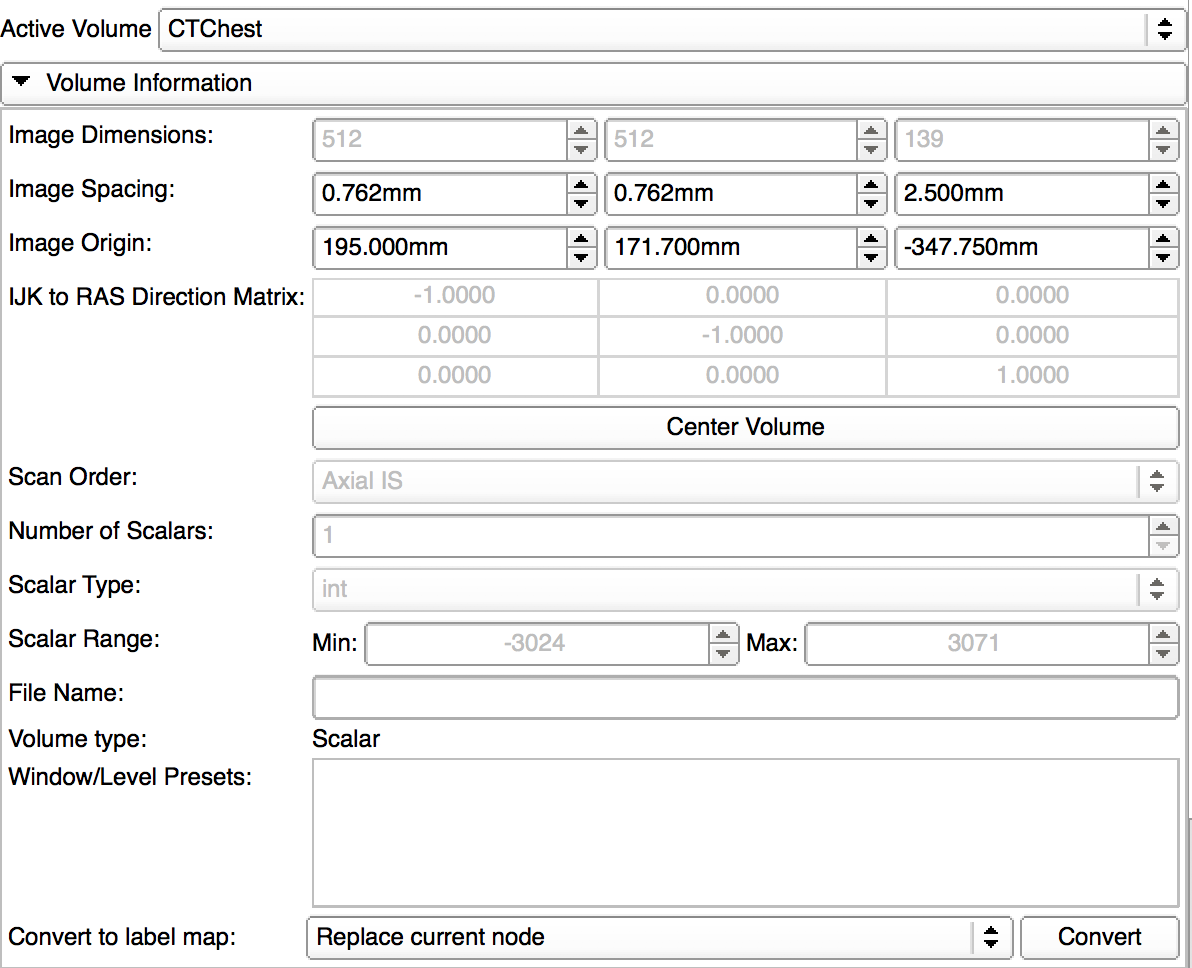 Active Volume CTChest
Volume Information
Image Dimensions: 512 512 139
Image Spacing: 0.762mm 0.762mm 2.500mm
Image Origin: 195.000mm 171.700mm -347.750mm
IJK to RAS Direction Matrix: -1.0000 0.0000 0.0000
0.0000 -1.0000 0.0000
0.0000 0.0000 1.0000
Center Volume
Scan Order: Axial IS
Number of Scalars: 1
Scalar Type: int
Scalar Range: Min: -3024 Max: 3071
File Name:
Volume type: Scalar
Window/Level Presets:
Convert to label map: Replace current node Convert